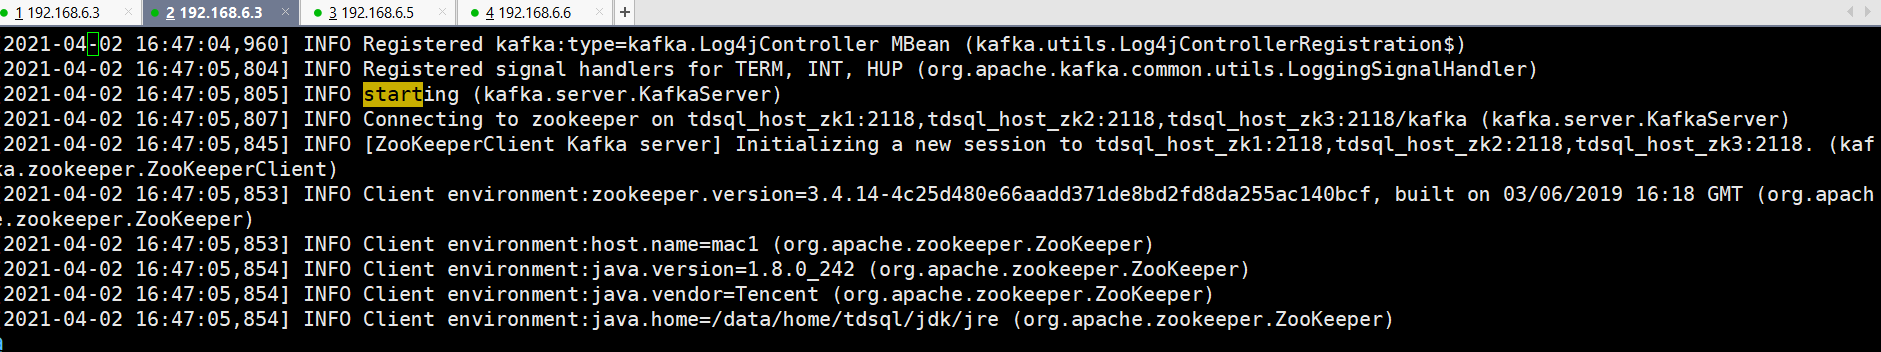 1 192.168.6.3 × 2 192.168.6.3 × 3 192.168.6.5 × 4 192.168.6.6 × +
2021-04-02 16:47:04,960] INFO Registered kafka:type=kafka.Log4jController MBean (kafka.utils.Log4jControllerRegistration$)
2021-04-02 16:47:05,804] INFO Registered signal handlers for TERM, INT, HUP (org.apache.kafka.common.utils.LoggingSignalHandler)
2021-04-02 16:47:05,805] INFO starting (kafka.server.KafkaServer)
2021-04-02 16:47:05,807] INFO Connecting to zookeeper on tdsql_host_zk1:2118,tdsql_host_zk2:2118,tdsql_host_zk3:2118/kafka (kafka.server.KafkaServer)
2021-04-02 16:47:05,845] INFO [ZooKeeperClient Kafka server] Initializing a new session to tdsql_host_zk1:2118,tdsql_host_zk2:2118,tdsql_host_zk3:2118. (kaf
ka.zookeeper.ZooKeeperClient)
2021-04-02 16:47:05,853] INFO Client environment:zookeeper.version=3.4.14-4c25d480e66aadd371de8bd2fd8da255ac140bcf, built on 03/06/2019 16:18 GMT (org.apach
e.zookeeper.ZooKeeper)
2021-04-02 16:47:05,853] INFO Client environment:host.name=mac1 (org.apache.zookeeper.ZooKeeper)
2021-04-02 16:47:05,854] INFO Client environment:java.version=1.8.0_242 (org.apache.zookeeper.ZooKeeper)
2021-04-02 16:47:05,854] INFO Client environment:java.vendor=Tencent (org.apache.zookeeper.ZooKeeper)
2021-04-02 16:47:05,854] INFO Client environment:java.home=/data/home/tdsql/jdk/jre (org.apache.zookeeper.ZooKeeper)